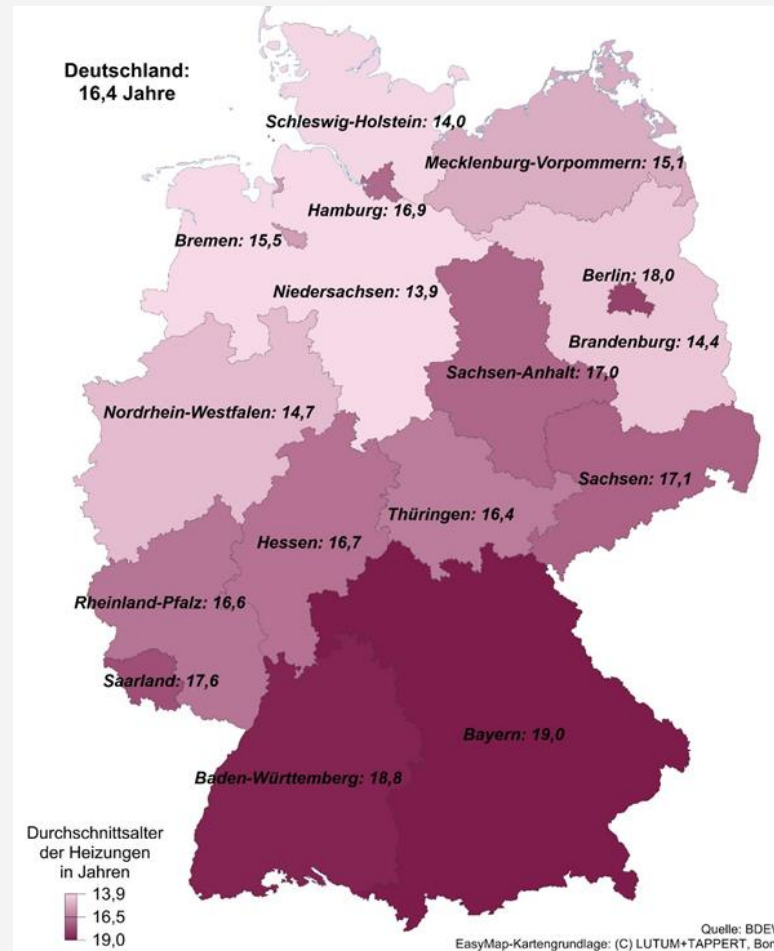 Deutschland:
16,4 Jahre
Schleswig-Holstein: 14,0
Mecklenburg-Vorpommern: 15,1
Hamburg: 16,9
Bremen: 15,5
Berlin: 18,0
Niedersachsen: 13,9
Brandenburg: 14,4
Sachsen-Anhalt: 17,0
Nordrhein-Westfalen: 14,7
Sachsen: 17,1
Thüringen: 16,4
Hessen: 16,7
Rheinland-Pfalz: 16,6
Saarland: 17,6
Bayern: 19,0
Baden-Württemberg: 18,8
Durchschnittsalter
der Heizungen
in Jahren
13,9
16,5
19,0
Quelle:
EasyMap-Kartengrundlage: (C) LUTUM+TAPPERT,